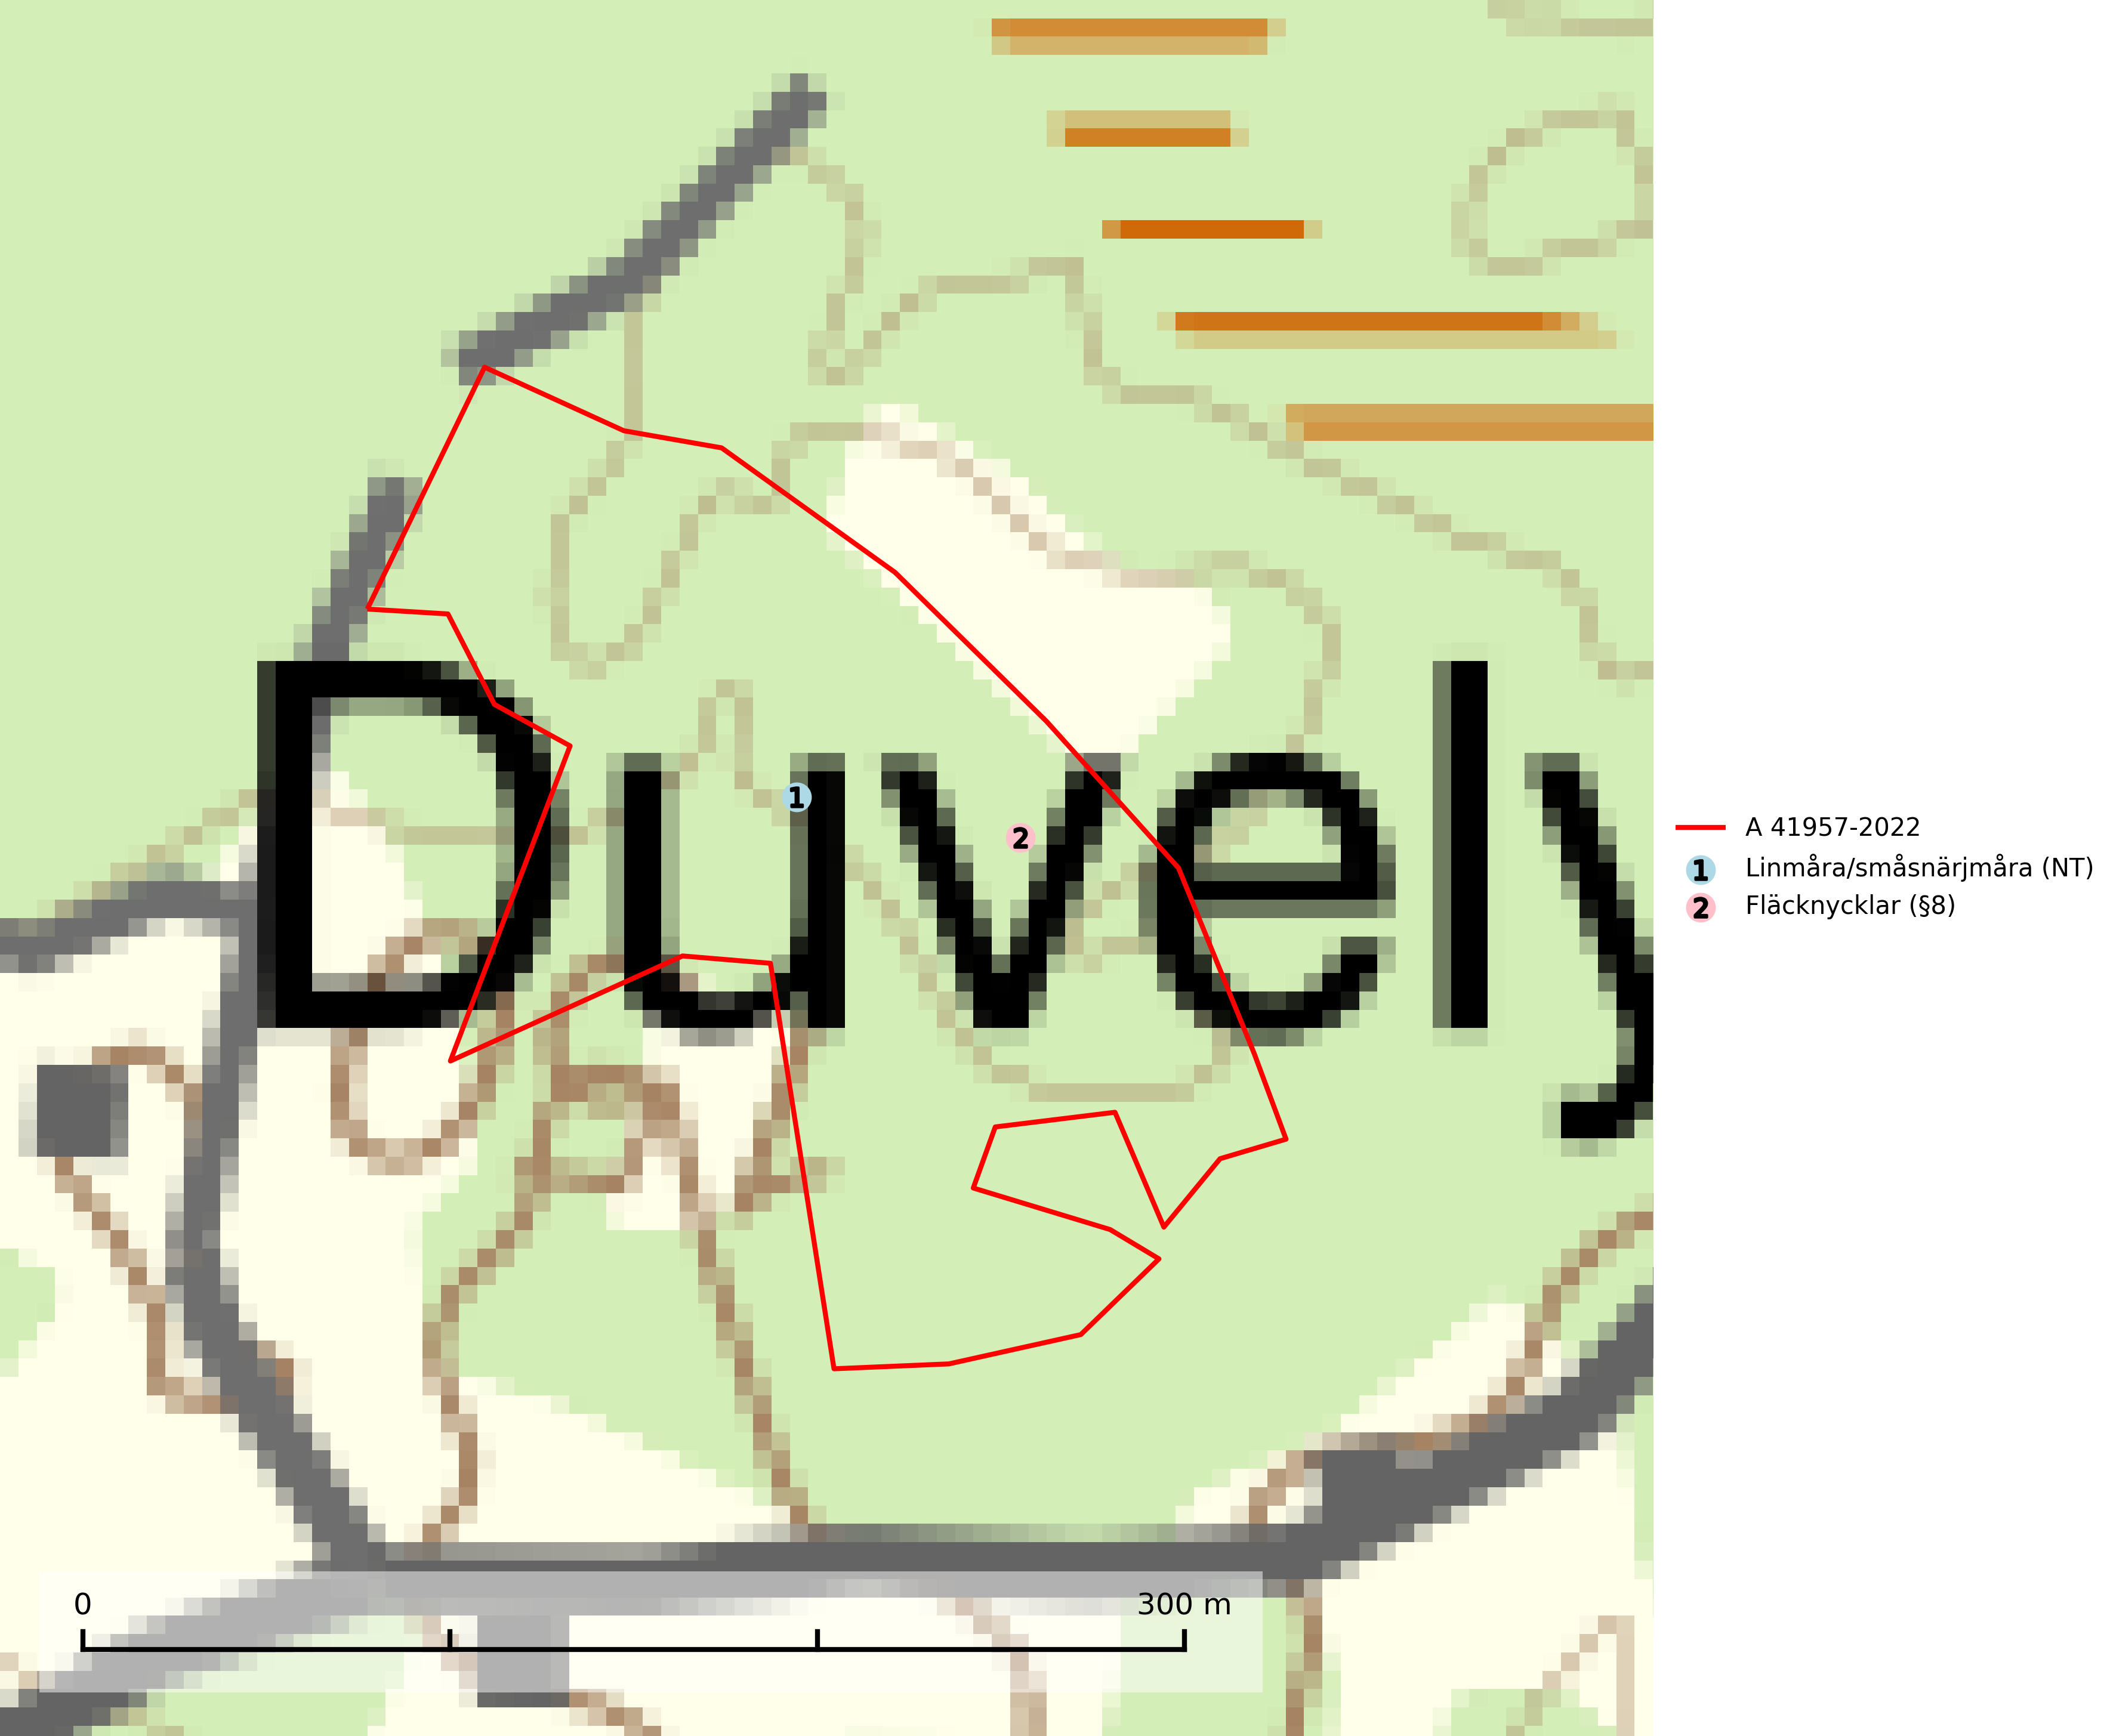 Duvely
1
2
A 41957-2022
1 Linmåra/småsnärjmåra (NT)
2 Fläcknycklar (§8)
0 300 m